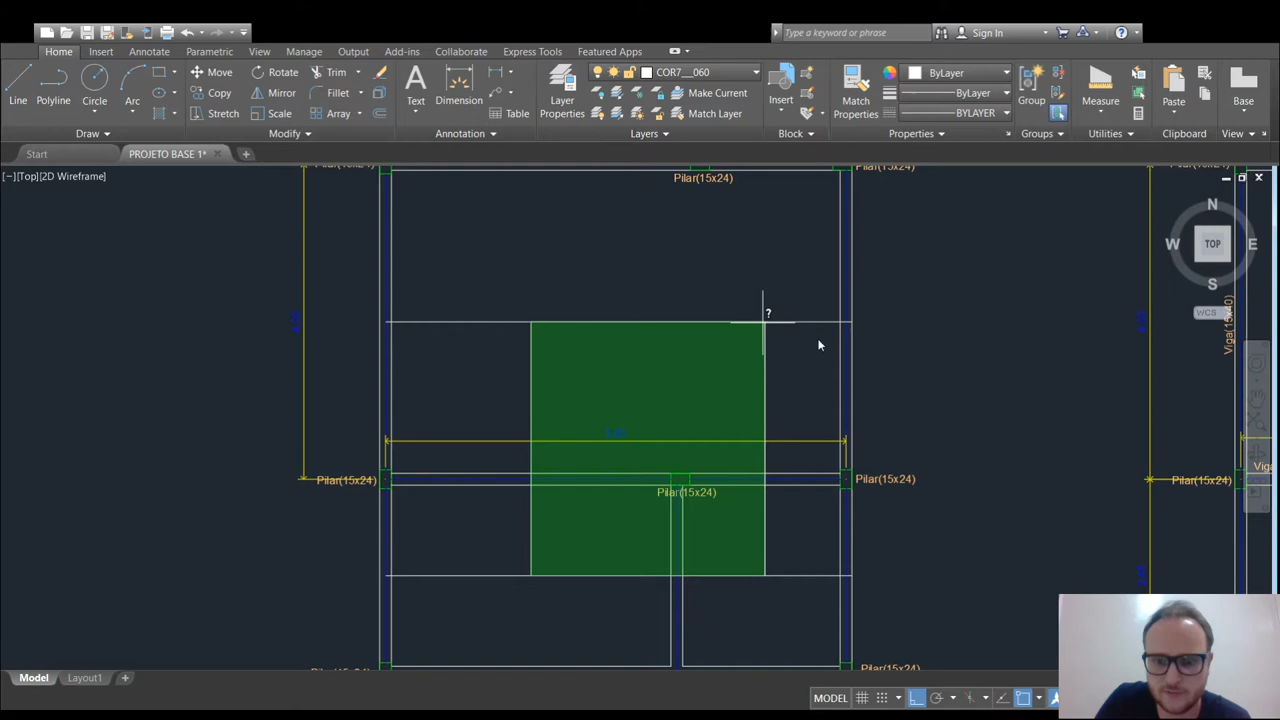 Type a keyword or phrase
Sign In
Home Insert Annotate Parametric View Manage Output Add-ins Collaborate Express Tools Featured Apps
Line Polyline Circle Arc
Move Rotate Trim
Copy Mirror Fillet
Stretch Scale Array
Text Dimension
Table
Layer Properties
COR7__060
Make Current
Match Layer
Insert
Match Properties
ByLayer
ByLayer
BYLAYER
Group
Measure
Paste
Base
Draw Modify Annotation Layers Block Properties Groups Utilities Clipboard View
Start PROJETO BASE 1*
[−][Top][2D Wireframe]
Pilar(15x24)
Pilar(15x24)
N
W TOP E
S
WCS
?
Viga(15x40)
Pilar(15x24)
Pilar(15x24)
Pilar(15x24)
Pilar(15x24)
Pilar(15x24)
Pilar(15x24)
Model Layout1
MODEL